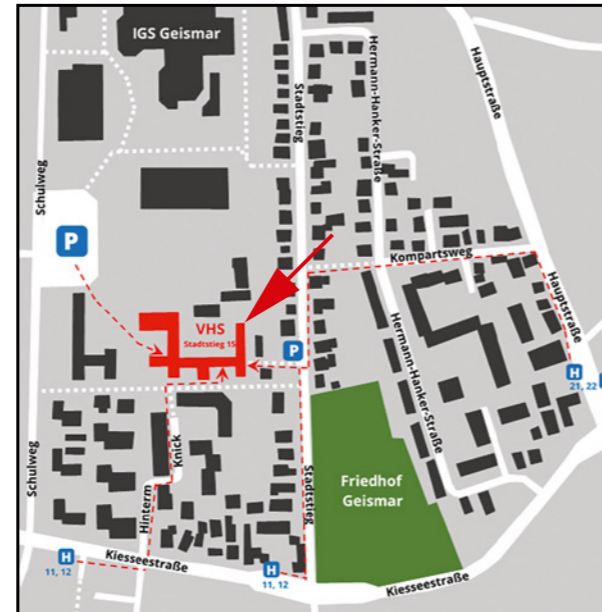 IGS Geismar
Schulweg
P
Stadtstieg
Hermann-Hanker-Straße
Hauptstraße
Kompartsweg
VHS
Stadtstieg 15
P
Hauptstraße
H
21, 22
Hermann-Hanker-Straße
Schulweg
Hinterm
Knick
Stadtstieg
Friedhof
Geismar
H
11, 12
Kiesseestraße
H
11, 12
Kiesseestraße